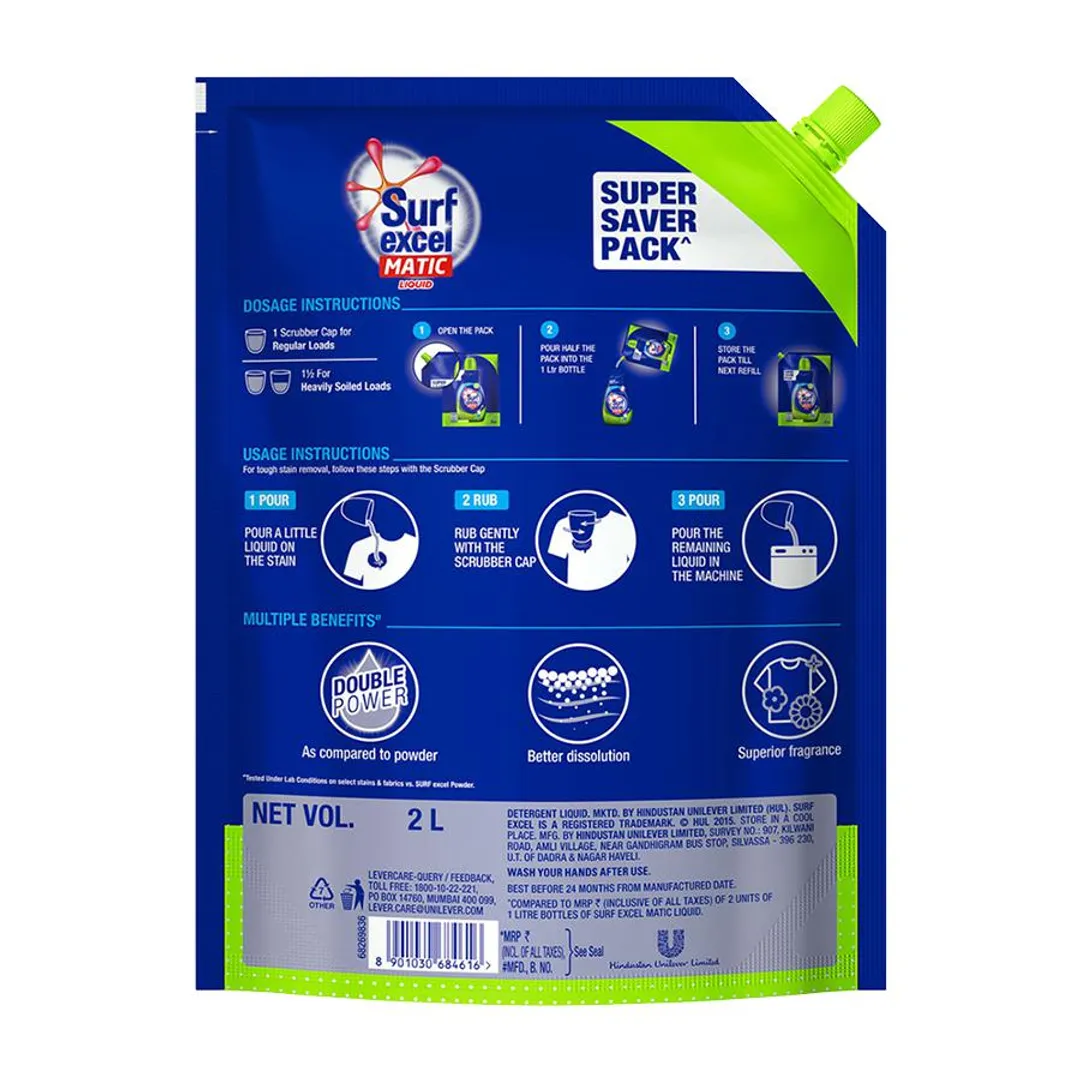 Surf
excel
MATIC
LIQUID
SUPER
SAVER
PACK^
DOSAGE INSTRUCTIONS
1 Scrubber Cap for
Regular Loads
1½ For
Heavily Soiled Loads
1 OPEN THE PACK
2
POUR HALF THE
PACK INTO THE
1 Ltr BOTTLE
3
STORE THE
PACK TILL
NEXT REFILL
USAGE INSTRUCTIONS
For tough stain removal, follow these steps with the Scrubber Cap
1 POUR
POUR A LITTLE
LIQUID ON
THE STAIN
2 RUB
RUB GENTLY
WITH THE
SCRUBBER CAP
3 POUR
POUR THE
REMAINING
LIQUID IN
THE MACHINE
MULTIPLE BENEFITS#
DOUBLE
POWER
As compared to powder
Better dissolution
Superior fragrance
#Tested Under Lab Conditions on select stains & fabrics vs. SURF excel Powder.
NET VOL. 2 L
7
OTHER
LEVERCARE-QUERY / FEEDBACK,
TOLL FREE: 1800-10-22-221,
PO BOX 14760, MUMBAI 400 099,
LEVER.CARE@UNILEVER.COM
68269836
8 901030 684616 >
DETERGENT LIQUID. MKTD. BY HINDUSTAN UNILEVER LIMITED (HUL). SURF
EXCEL IS A REGISTERED TRADEMARK. © HUL 2015. STORE IN A COOL
PLACE. MFG. BY HINDUSTAN UNILEVER LIMITED, SURVEY NO.: 907, KILWANI
ROAD, AMLI VILLAGE, NEAR GANDHIGRAM BUS STOP, SILVASSA - 396 230,
U.T. OF DADRA & NAGAR HAVELI.
WASH YOUR HANDS AFTER USE.
BEST BEFORE 24 MONTHS FROM MANUFACTURED DATE.
^COMPARED TO MRP ₹ (INCLUSIVE OF ALL TAXES) OF 2 UNITS OF
1 LITRE BOTTLES OF SURF EXCEL MATIC LIQUID.
*MRP ₹
(INCL. OF ALL TAXES), See Seal
#MFD., B. NO.
Hindustan Unilever Limited